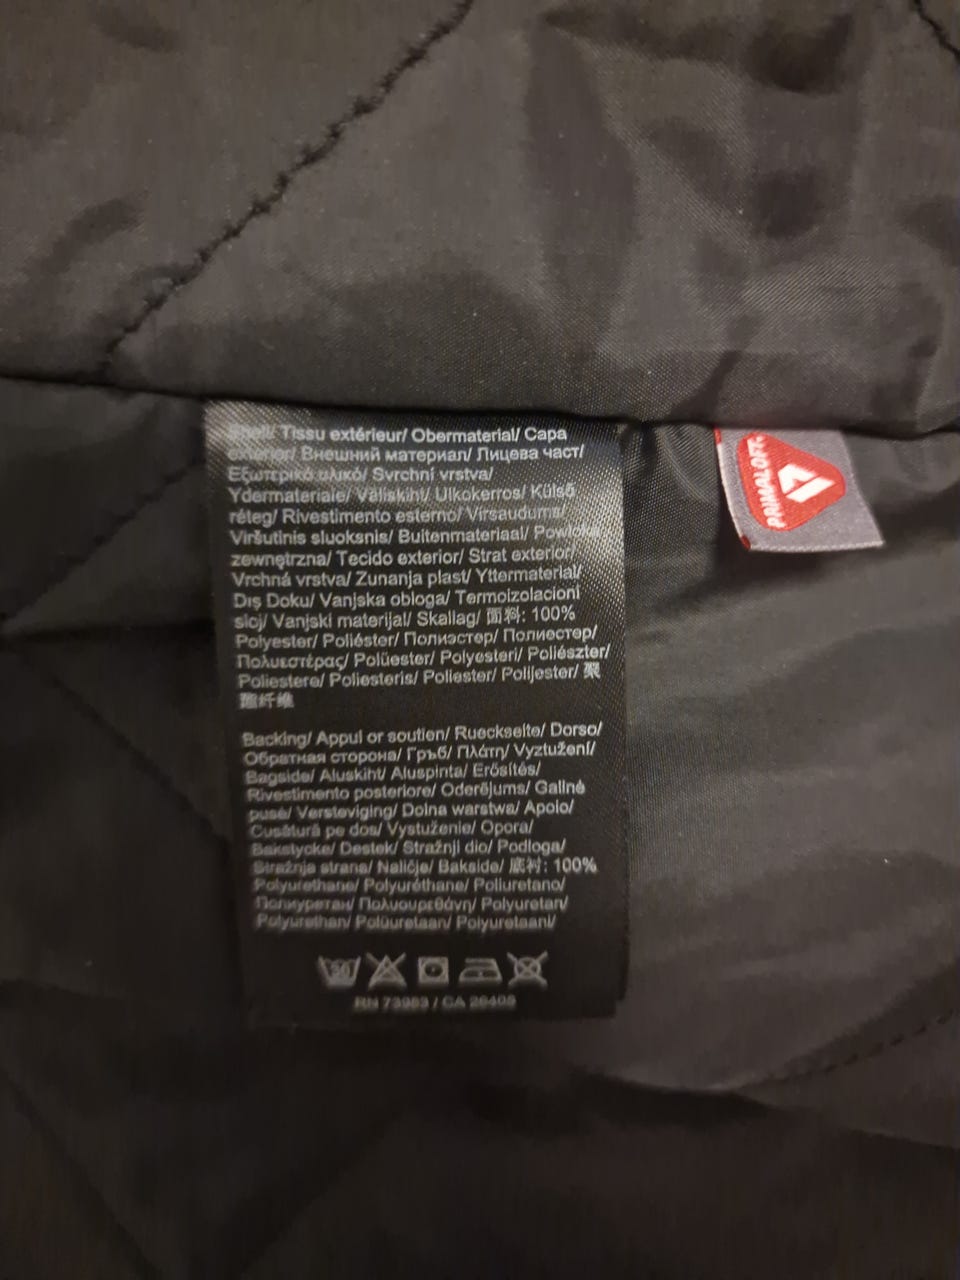 Shell/ Tissu extérieur/ Obermaterial/ Capa
exterior/ Внешний материал/ Лицева част/
Εξωτερικό υλικό/ Svrchní vrstva/
Ydermateriale/ Väliskiht/ Ulkokerros/ Külső
réteg/ Rivestimento esterno/ Virsaudums/
Viršutinis sluoksnis/ Buitenmateriaal/ Powłoka
zewnętrzna/ Tecido exterior/ Strat exterior/
Vrchná vrstva/ Zunanja plast/ Yttermaterial/
Dış Doku/ Vanjska obloga/ Termoizolacioni
sloj/ Vanjski materijal/ Skallag/ 面料: 100%
Polyester/ Poliéster/ Полиэстер/ Полиестер/
Πολυεστέρας/ Polüester/ Polyesteri/ Poliészter/
Poliestere/ Poliesteris/ Poliester/ Polijester/ 聚
酯纤维
Backing/ Appui or soutien/ Rueckseite/ Dorso/
Обратная сторона/ Гръб/ Πλάτη/ Vyztužení/
Bagside/ Aluskiht/ Aluspinta/ Erősítés/
Rivestimento posteriore/ Oderējums/ Galinė
pusė/ Versteviging/ Dolna warstwa/ Apoio/
Cusătură pe dos/ Vystuženie/ Opora/
Bakstycke/ Destek/ Stražnji dio/ Podloga/
Stražnja strana/ Naličje/ Bakside/ 底衬: 100%
Polyurethane/ Polyuréthane/ Poliuretano/
Полиуретан/ Πολυουρεθάνη/ Polyuretan/
Polyurethan/ Polüuretaan/ Polyuretaani/
30
RN 73983 / CA 26409
PRIMALOFT